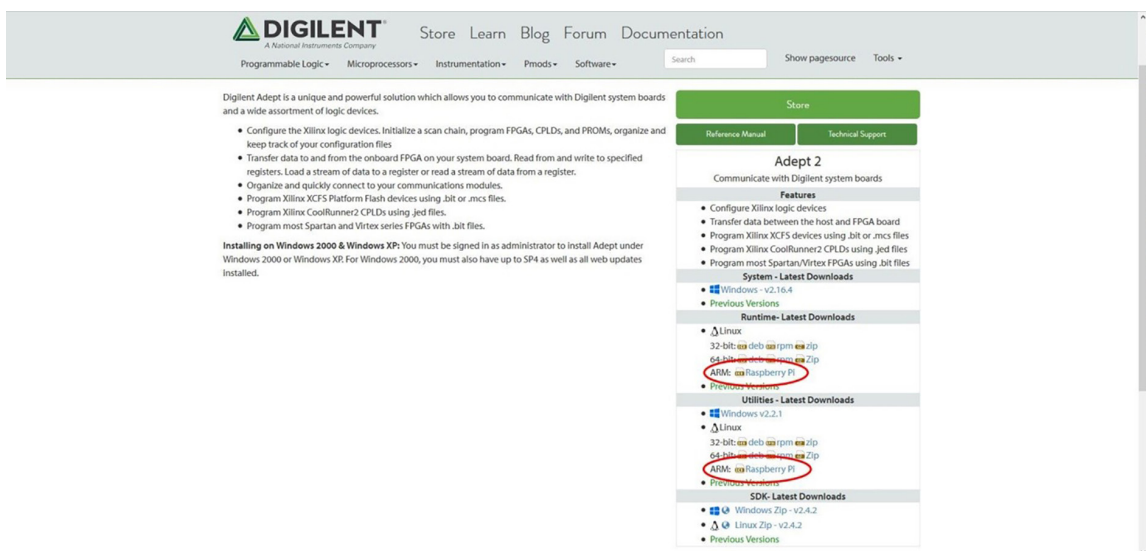 DIGILENT®
A National Instruments Company
Store Learn Blog Forum Documentation
Programmable Logic Microprocessors Instrumentation Pmods Software
Search
Show pagesource Tools
Digilent Adept is a unique and powerful solution which allows you to communicate with Digilent system boards
and a wide assortment of logic devices.
• Configure the Xilinx logic devices. Initialize a scan chain, program FPGAs, CPLDs, and PROMs, organize and
keep track of your configuration files
• Transfer data to and from the onboard FPGA on your system board. Read from and write to specified
registers. Load a stream of data to a register or read a stream of data from a register.
• Organize and quickly connect to your communications modules.
• Program Xilinx XCFS Platform Flash devices using .bit or .mcs files.
• Program Xilinx CoolRunner2 CPLDs using .jed files.
• Program most Spartan and Virtex series FPGAs with .bit files.
Installing on Windows 2000 & Windows XP: You must be signed in as administrator to install Adept under
Windows 2000 or Windows XP. For Windows 2000, you must also have up to SP4 as well as all web updates
installed.
Store
Reference Manual
Technical Support
Adept 2
Communicate with Digilent system boards
Features
• Configure Xilinx logic devices
• Transfer data between the host and FPGA board
• Program Xilinx XCFS devices using .bit or .mcs files
• Program Xilinx CoolRunner2 CPLDs using .jed files
• Program most Spartan/Virtex FPGAs using .bit files
System - Latest Downloads
• Windows - v2.16.4
• Previous Versions
Runtime- Latest Downloads
• Linux
32-bit: deb rpm zip
64-bit: deb rpm Zip
ARM: Raspberry Pi
• Previous Versions
Utilities - Latest Downloads
• Windows v2.2.1
• Linux
32-bit: deb rpm zip
64-bit: deb rpm Zip
ARM: Raspberry Pi
• Previous Versions
SDK- Latest Downloads
• Windows Zip - v2.4.2
• Linux Zip - v2.4.2
• Previous Versions